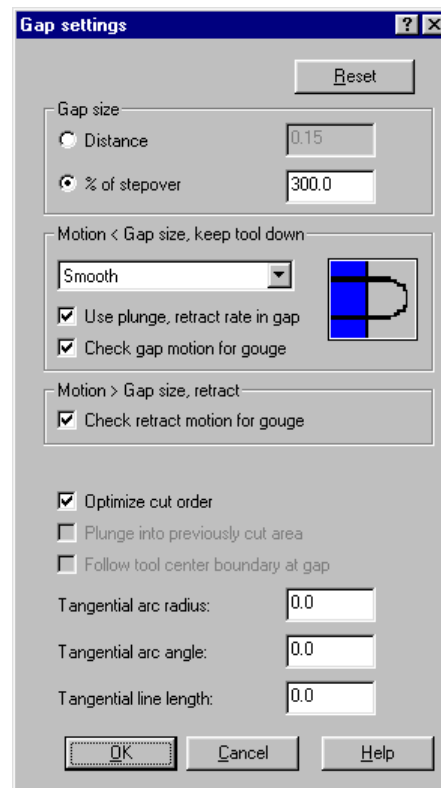 Gap settings
Reset
Gap size
Distance 0.15
% of stepover 300.0
Motion < Gap size, keep tool down
Smooth
Use plunge, retract rate in gap
Check gap motion for gouge
Motion > Gap size, retract
Check retract motion for gouge
Optimize cut order
Plunge into previously cut area
Follow tool center boundary at gap
Tangential arc radius: 0.0
Tangential arc angle: 0.0
Tangential line length: 0.0
OK Cancel Help